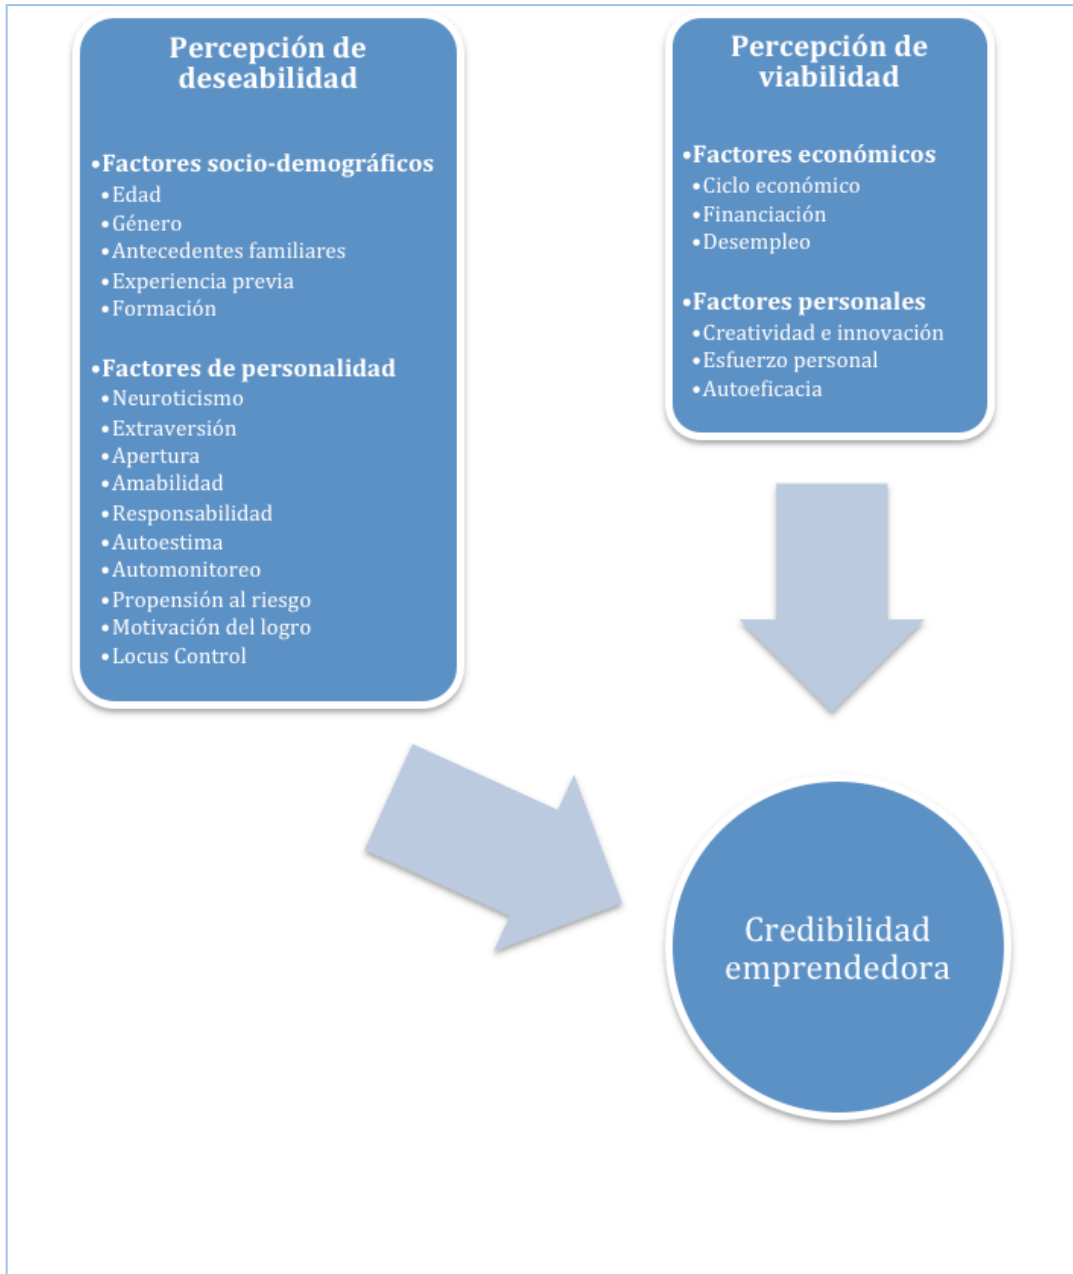 Percepción de
deseabilidad
•Factores socio-demográficos
•Edad
•Género
•Antecedentes familiares
•Experiencia previa
•Formación
•Factores de personalidad
•Neuroticismo
•Extraversión
•Apertura
•Amabilidad
•Responsabilidad
•Autoestima
•Automonitoreo
•Propensión al riesgo
•Motivación del logro
•Locus Control
Percepción de
viabilidad
•Factores económicos
•Ciclo económico
•Financiación
•Desempleo
•Factores personales
•Creatividad e innovación
•Esfuerzo personal
•Autoeficacia
Credibilidad
emprendedora